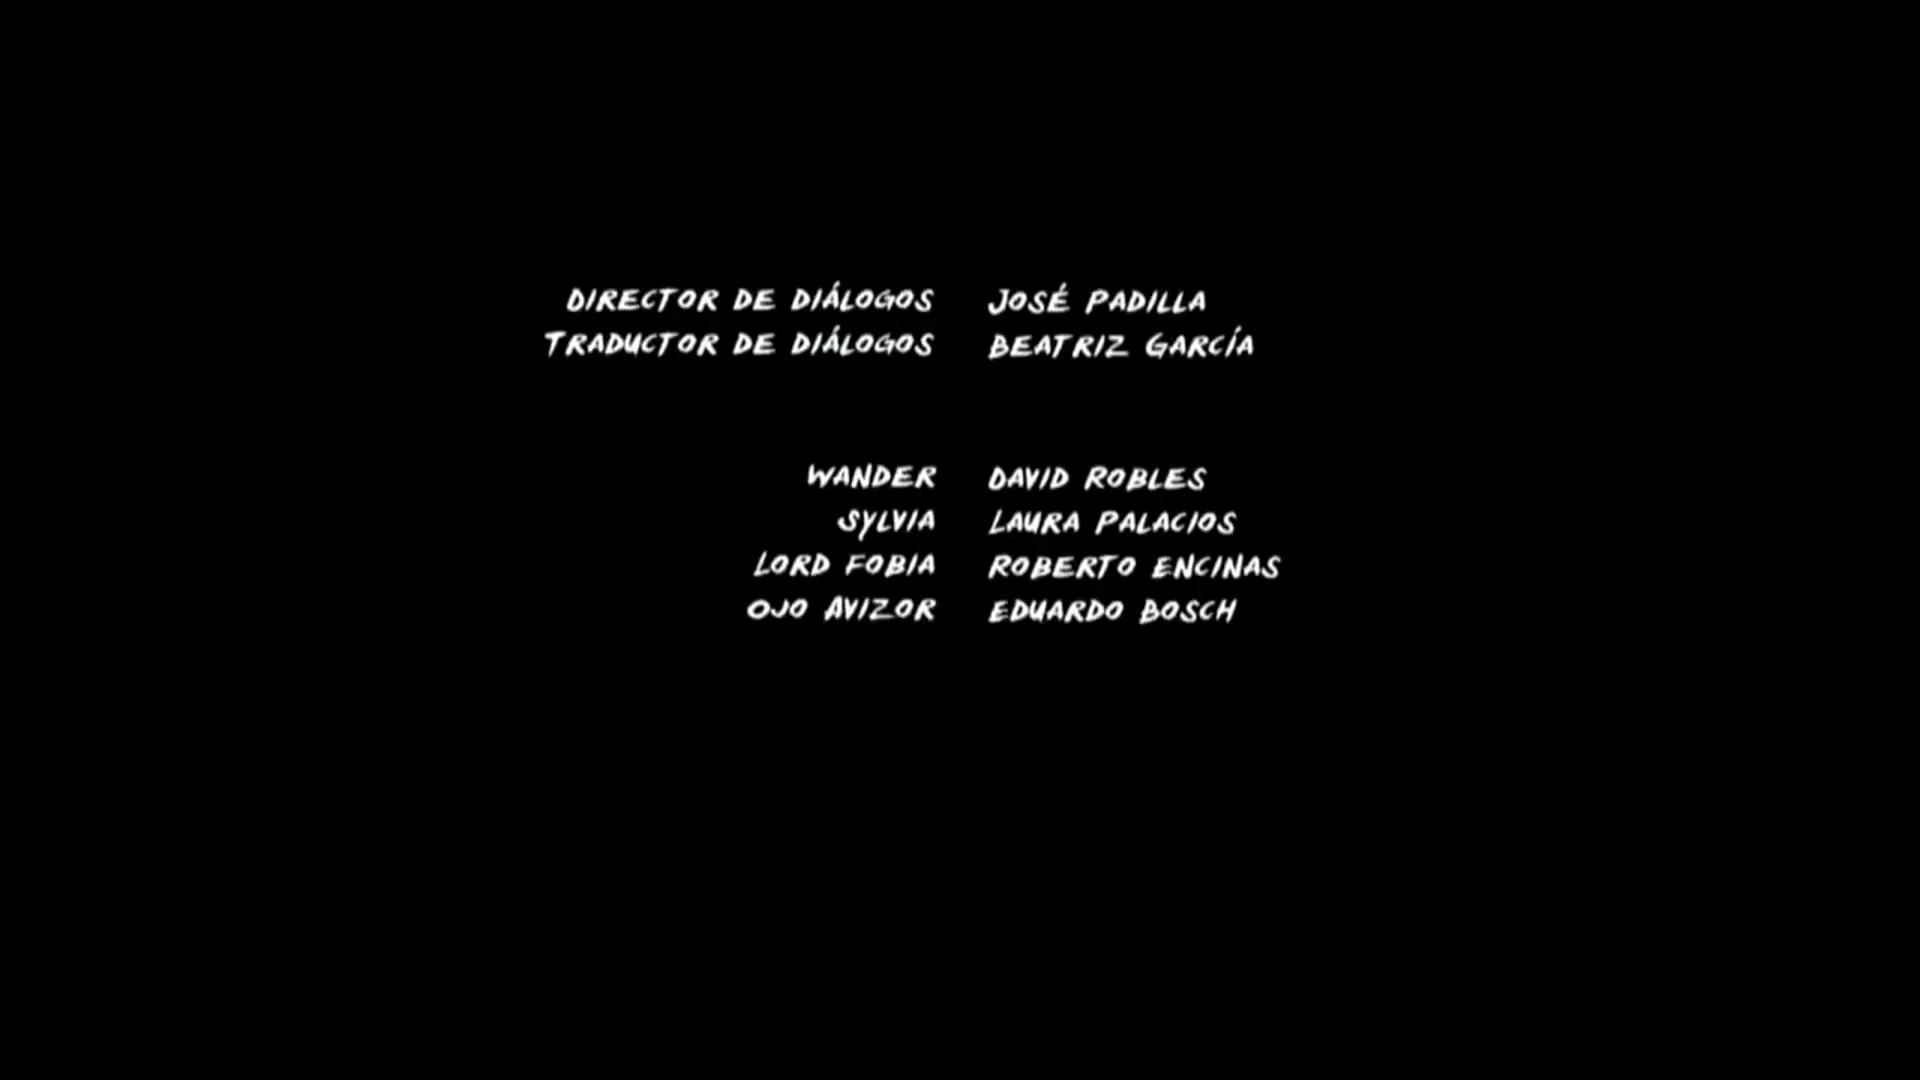 DIRECTOR DE DIÁLOGOS JOSÉ PADILLA
TRADUCTOR DE DIÁLOGOS BEATRIZ GARCÍA
WANDER DAVID ROBLES
SYLVIA LAURA PALACIOS
LORD FOBIA ROBERTO ENCINAS
OJO AVIZOR EDUARDO BOSCH